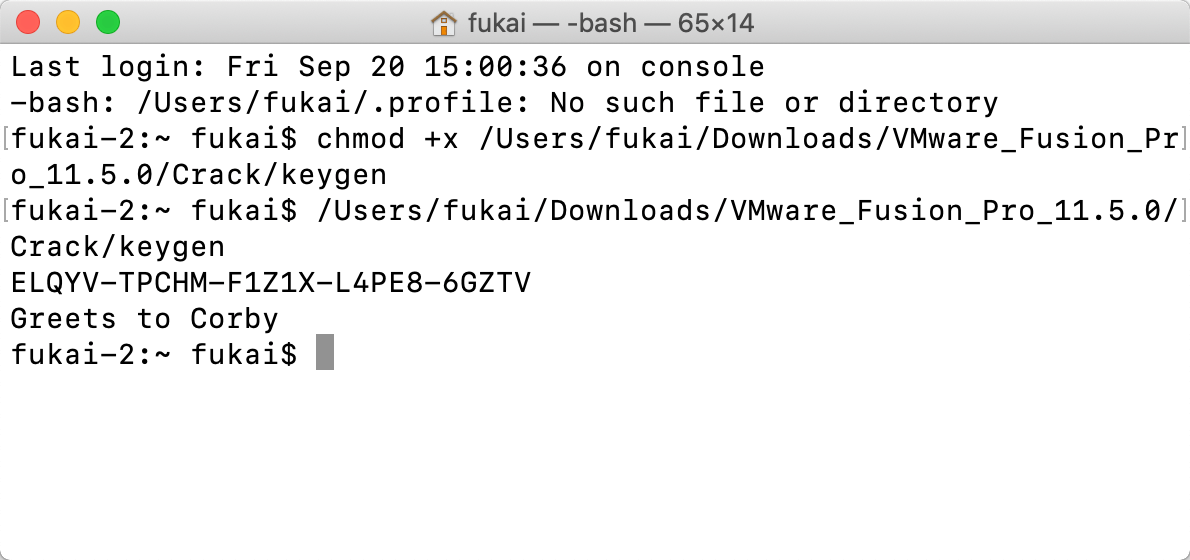 fukai — -bash — 65×14
Last login: Fri Sep 20 15:00:36 on console
-bash: /Users/fukai/.profile: No such file or directory
[fukai-2:~ fukai$ chmod +x /Users/fukai/Downloads/VMware_Fusion_Pr]
o_11.5.0/Crack/keygen
[fukai-2:~ fukai$ /Users/fukai/Downloads/VMware_Fusion_Pro_11.5.0/]
Crack/keygen
ELQYV-TPCHM-F1Z1X-L4PE8-6GZTV
Greets to Corby
fukai-2:~ fukai$